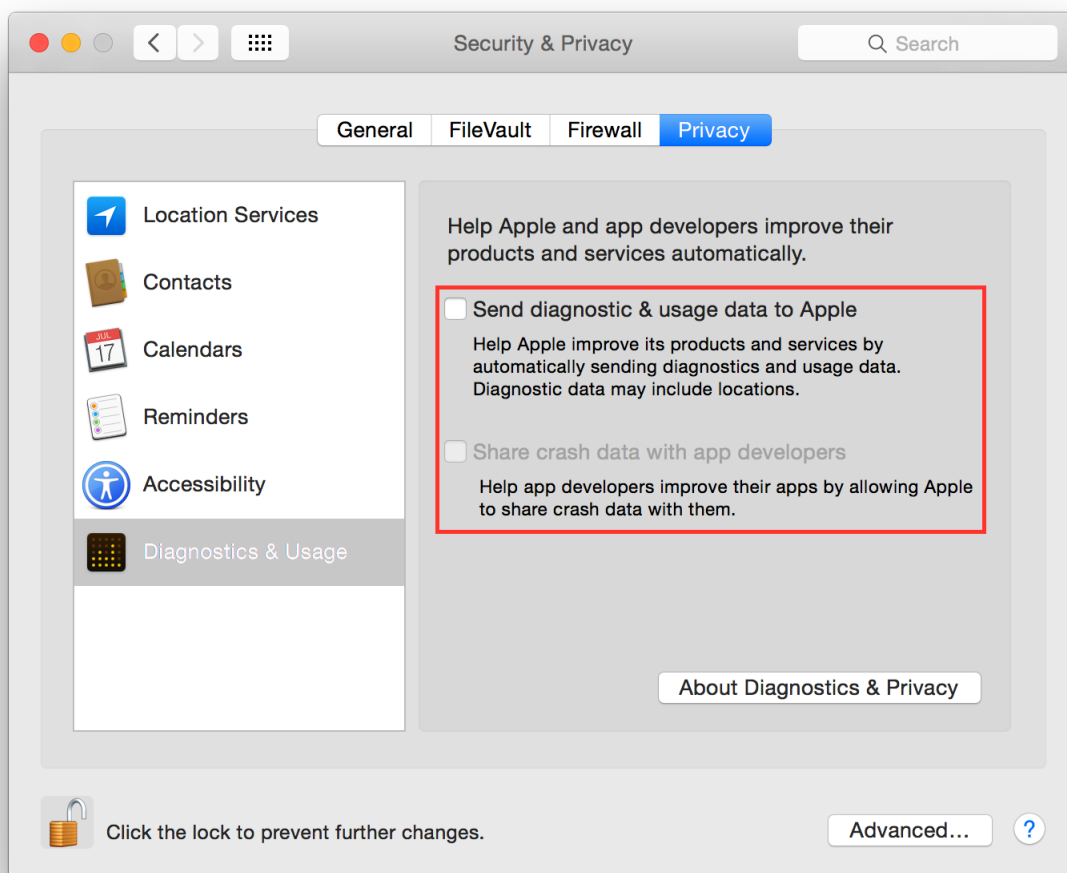 Security & Privacy
Search
General
FileVault
Firewall
Privacy
Location Services
Contacts
JUL
17
Calendars
Reminders
Accessibility
Diagnostics & Usage
Help Apple and app developers improve their
products and services automatically.
Send diagnostic & usage data to Apple
Help Apple improve its products and services by
automatically sending diagnostics and usage data.
Diagnostic data may include locations.
Share crash data with app developers
Help app developers improve their apps by allowing Apple
to share crash data with them.
About Diagnostics & Privacy
Click the lock to prevent further changes.
Advanced...
?